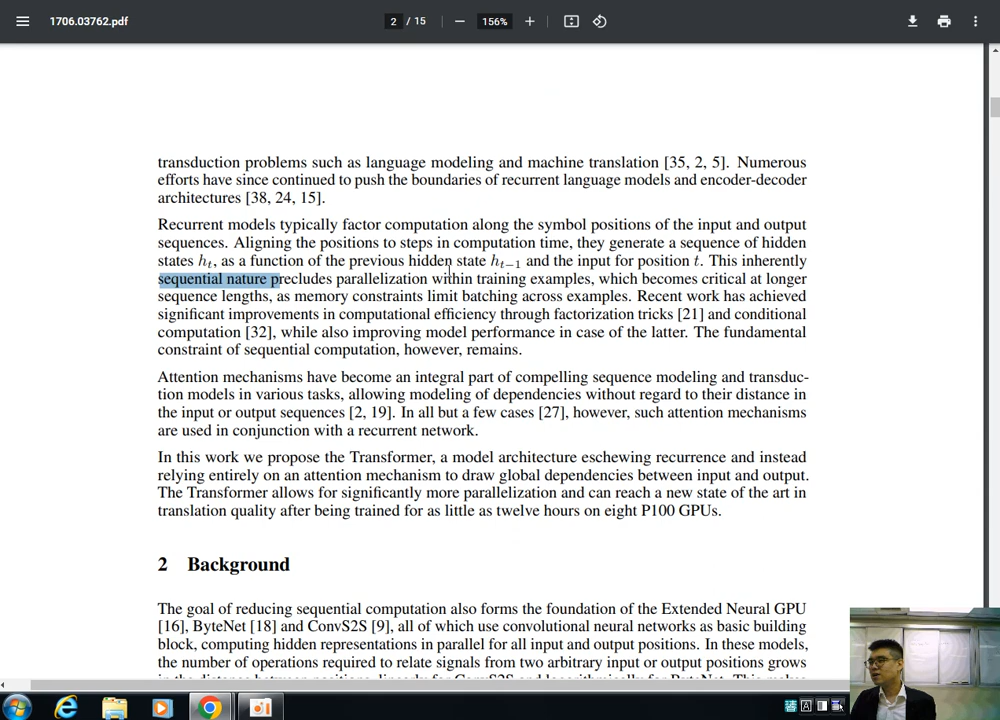 1706.03762.pdf
2 / 15
156%
transduction problems such as language modeling and machine translation [35, 2, 5]. Numerous
efforts have since continued to push the boundaries of recurrent language models and encoder-decoder
architectures [38, 24, 15].
Recurrent models typically factor computation along the symbol positions of the input and output
sequences. Aligning the positions to steps in computation time, they generate a sequence of hidden
states hₜ, as a function of the previous hidden state hₜ₋₁ and the input for position t. This inherently
sequential nature precludes parallelization within training examples, which becomes critical at longer
sequence lengths, as memory constraints limit batching across examples. Recent work has achieved
significant improvements in computational efficiency through factorization tricks [21] and conditional
computation [32], while also improving model performance in case of the latter. The fundamental
constraint of sequential computation, however, remains.
Attention mechanisms have become an integral part of compelling sequence modeling and transduc-
tion models in various tasks, allowing modeling of dependencies without regard to their distance in
the input or output sequences [2, 19]. In all but a few cases [27], however, such attention mechanisms
are used in conjunction with a recurrent network.
In this work we propose the Transformer, a model architecture eschewing recurrence and instead
relying entirely on an attention mechanism to draw global dependencies between input and output.
The Transformer allows for significantly more parallelization and can reach a new state of the art in
translation quality after being trained for as little as twelve hours on eight P100 GPUs.
2 Background
The goal of reducing sequential computation also forms the foundation of the Extended Neural GPU
[16], ByteNet [18] and ConvS2S [9], all of which use convolutional neural networks as basic building
block, computing hidden representations in parallel for all input and output positions. In these models,
the number of operations required to relate signals from two arbitrary input or output positions grows
in the distance between positions, linearly for ConvS2S and logarithmically for ByteNet. This makes
A